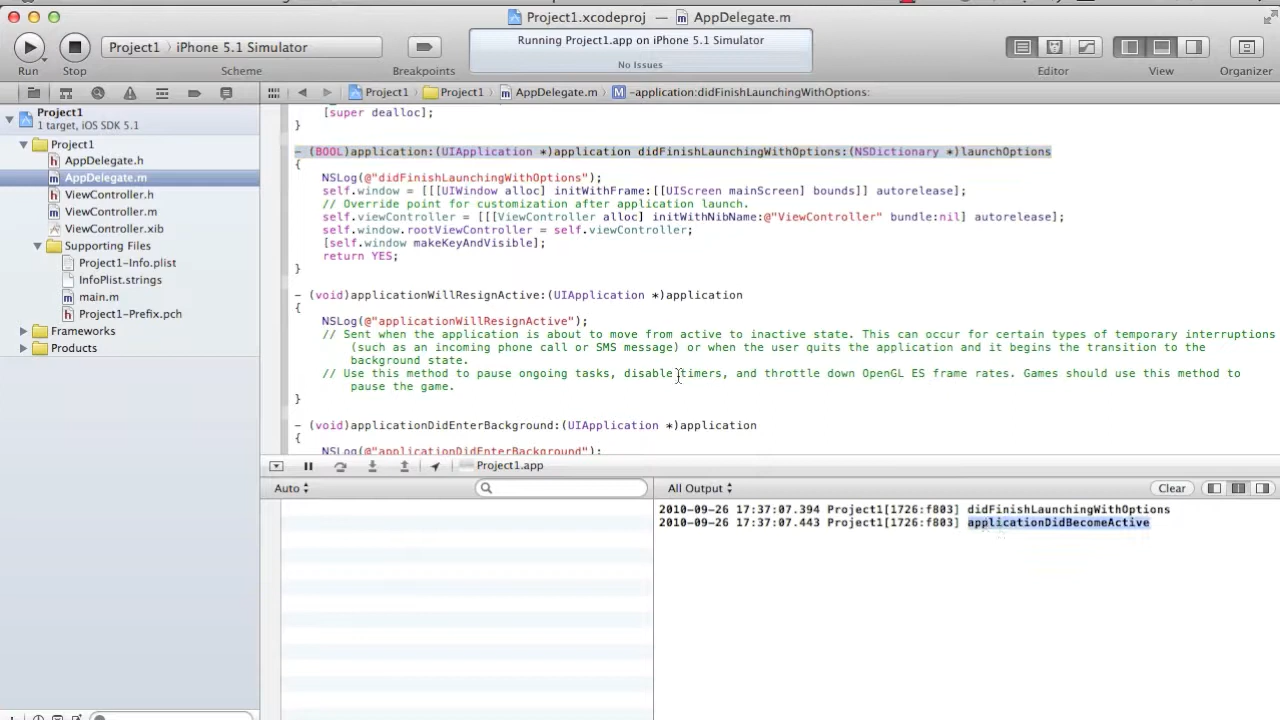 Project1.xcodeproj — AppDelegate.m
Project1 〉 iPhone 5.1 Simulator
Running Project1.app on iPhone 5.1 Simulator
No Issues
Run Stop Scheme Breakpoints Editor View Organizer
Project1 〉 Project1 〉 AppDelegate.m 〉 M -application:didFinishLaunchingWithOptions:
Project1
1 target, iOS SDK 5.1
Project1
AppDelegate.h
AppDelegate.m
ViewController.h
ViewController.m
ViewController.xib
Supporting Files
Project1-Info.plist
InfoPlist.strings
main.m
Project1-Prefix.pch
Frameworks
Products
[super dealloc];
}
- (BOOL)application:(UIApplication *)application didFinishLaunchingWithOptions:(NSDictionary *)launchOptions
{
NSLog(@"didFinishLaunchingWithOptions");
self.window = [[[UIWindow alloc] initWithFrame:[[UIScreen mainScreen] bounds]] autorelease];
// Override point for customization after application launch.
self.viewController = [[[ViewController alloc] initWithNibName:@"ViewController" bundle:nil] autorelease];
self.window.rootViewController = self.viewController;
[self.window makeKeyAndVisible];
return YES;
}
- (void)applicationWillResignActive:(UIApplication *)application
{
NSLog(@"applicationWillResignActive");
// Sent when the application is about to move from active to inactive state. This can occur for certain types of temporary interruptions
(such as an incoming phone call or SMS message) or when the user quits the application and it begins the transition to the
background state.
// Use this method to pause ongoing tasks, disable timers, and throttle down OpenGL ES frame rates. Games should use this method to
pause the game.
}
- (void)applicationDidEnterBackground:(UIApplication *)application
{
NSLog(@"applicationDidEnterBackground");
Project1.app
Auto
All Output
Clear
2010-09-26 17:37:07.394 Project1[1726:f803] didFinishLaunchingWithOptions
2010-09-26 17:37:07.443 Project1[1726:f803] applicationDidBecomeActive